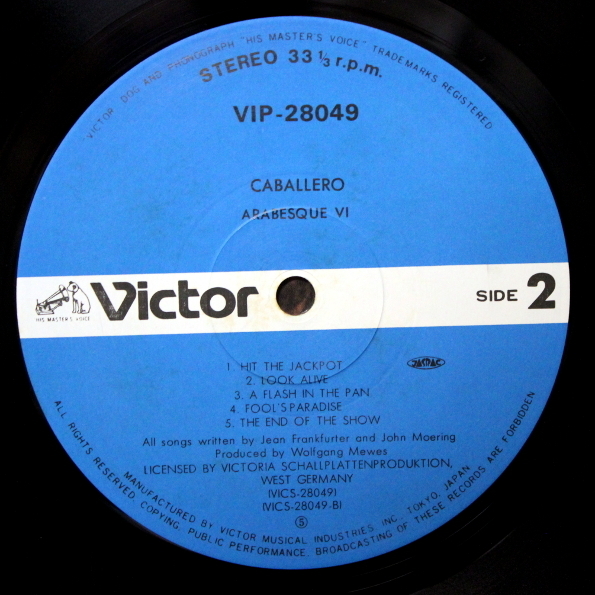 VICTOR, DOG AND PHONOGRAPH "HIS MASTER'S VOICE" TRADEMARKS REGISTERED
STEREO 33 1/3 r.p.m.
VIP-28049
CABALLERO
ARABESQUE VI
HIS MASTER'S VOICE
Victor
SIDE 2
1. HIT THE JACKPOT
JASRAC
2. LOOK ALIVE
3. A FLASH IN THE PAN
4. FOOL'S PARADISE
5. THE END OF THE SHOW
All songs written by Jean Frankfurter and John Moering
Produced by Wolfgang Mewes
LICENSED BY VICTORIA SCHALLPLATTENPRODUKTION,
WEST GERMANY
(VICS-28049)
(VICS-28049-B)
Ⓢ
MANUFACTURED BY VICTOR MUSICAL INDUSTRIES, INC. TOKYO, JAPAN
ALL RIGHTS RESERVED. COPYING, PUBLIC PERFORMANCE, BROADCASTING OF THESE RECORDS ARE FORBIDDEN